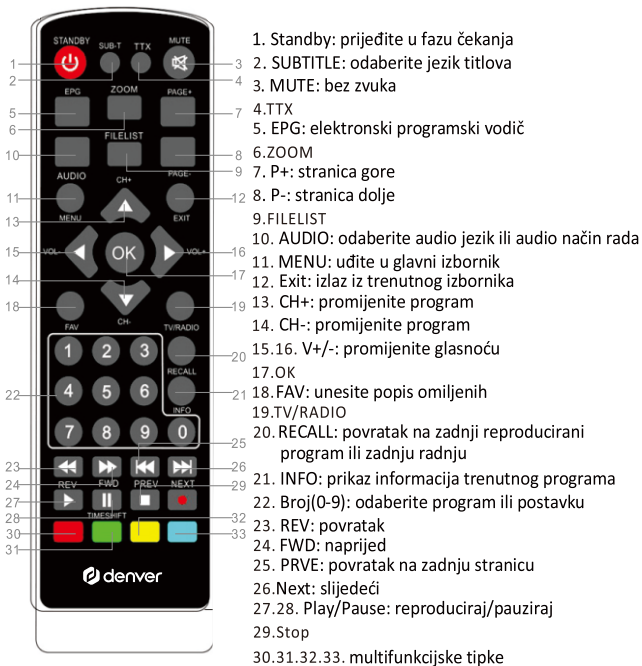 STANDBY SUB-T TTX MUTE
1 2 3 4
EPG ZOOM PAGE+
5 6 7
FILELIST
10 8 9
AUDIO CH+ PAGE-
11 12 13
MENU EXIT
15 VOL- OK VOL+ 16
14 17
18 19
FAV CH- TV/RADIO
1 2 3
20
RECALL
4 5 6
22 21
INFO
7 8 9 0
25
23 26
24 29
REV FWD PREV NEXT
27
28 TIMESHIFT 32
30 33
31
denver
1. Standby: prijeđite u fazu čekanja
2. SUBTITLE: odaberite jezik titlova
3. MUTE: bez zvuka
4.TTX
5. EPG: elektronski programski vodič
6.ZOOM
7. P+: stranica gore
8. P-: stranica dolje
9.FILELIST
10. AUDIO: odaberite audio jezik ili audio način rada
11. MENU: uđite u glavni izbornik
12. Exit: izlaz iz trenutnog izbornika
13. CH+: promijenite program
14. CH-: promijenite program
15.16. V+/-: promijenite glasnoću
17.OK
18.FAV: unesite popis omiljenih
19.TV/RADIO
20.RECALL: povratak na zadnji reproducirani
program ili zadnju radnju
21. INFO: prikaz informacija trenutnog programa
22. Broj(0-9): odaberite program ili postavku
23. REV: povratak
24. FWD: naprijed
25. PRVE: povratak na zadnju stranicu
26.Next: slijedeći
27.28. Play/Pause: reproduciraj/pauziraj
29.Stop
30.31.32.33. multifunkcijske tipke